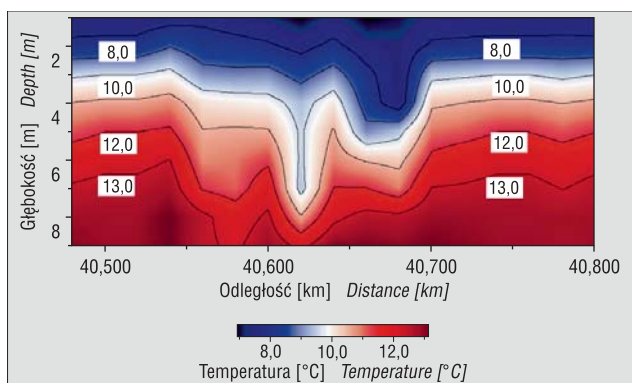 Głębokość [m] Depth [m]
2
4
6
8
8,0
10,0
12,0
13,0
8,0
10,0
12,0
13,0
40,500 40,600 40,700 40,800
Odległość [km] Distance [km]
8,0 10,0 12,0
Temperatura [°C] Temperature [°C]